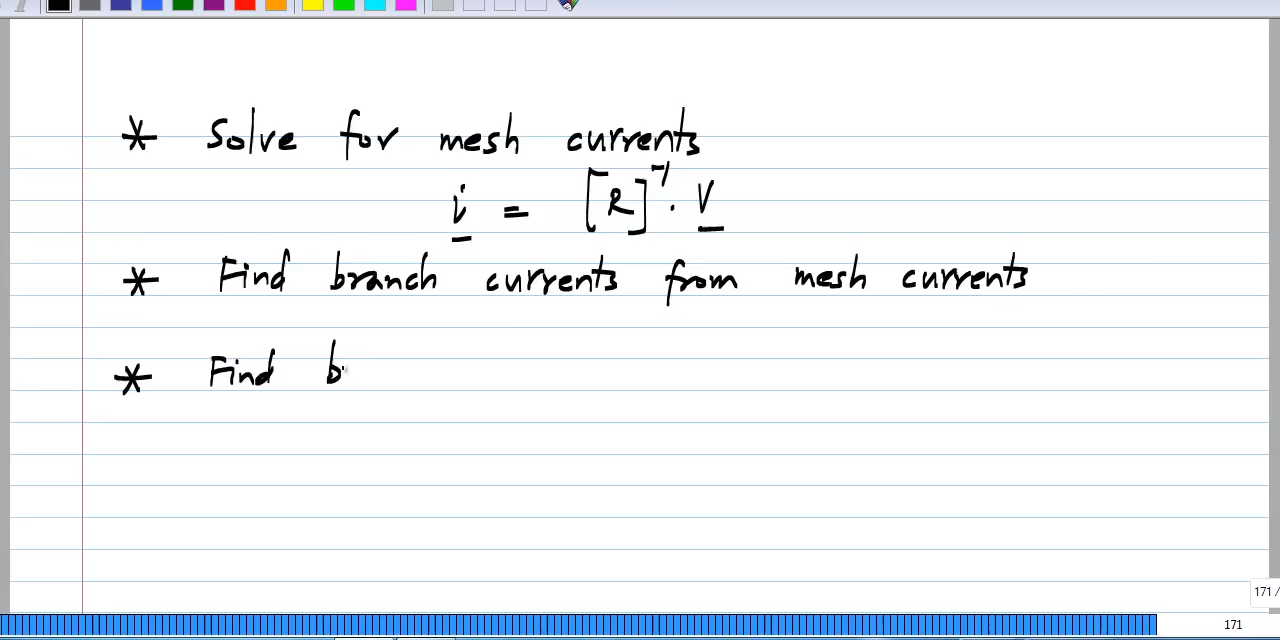 * Solve for mesh currents
i = [R]⁻¹ . V
* Find branch currents from mesh currents
* Find b
171 /
171